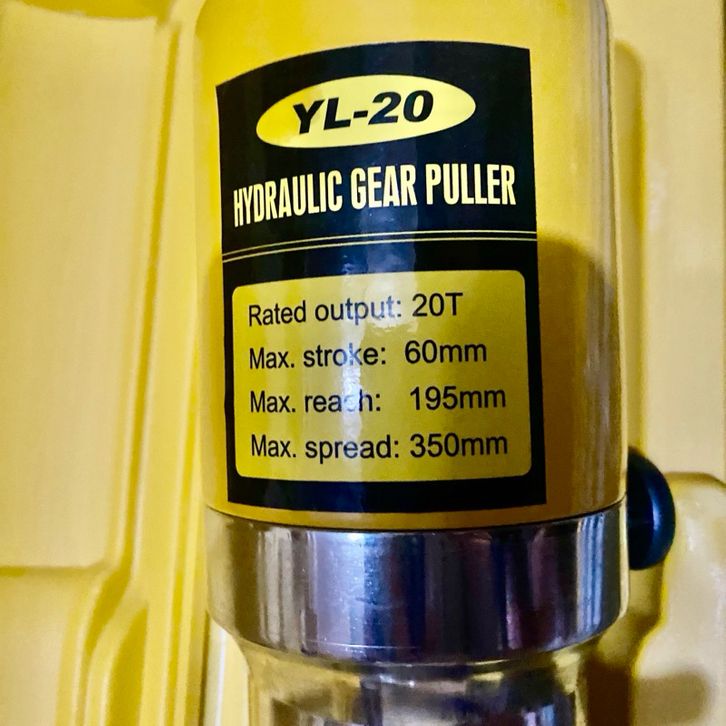 YL-20
HYDRAULIC GEAR PULLER
Rated output: 20T
Max. stroke: 60mm
Max. reach: 195mm
Max. spread: 350mm